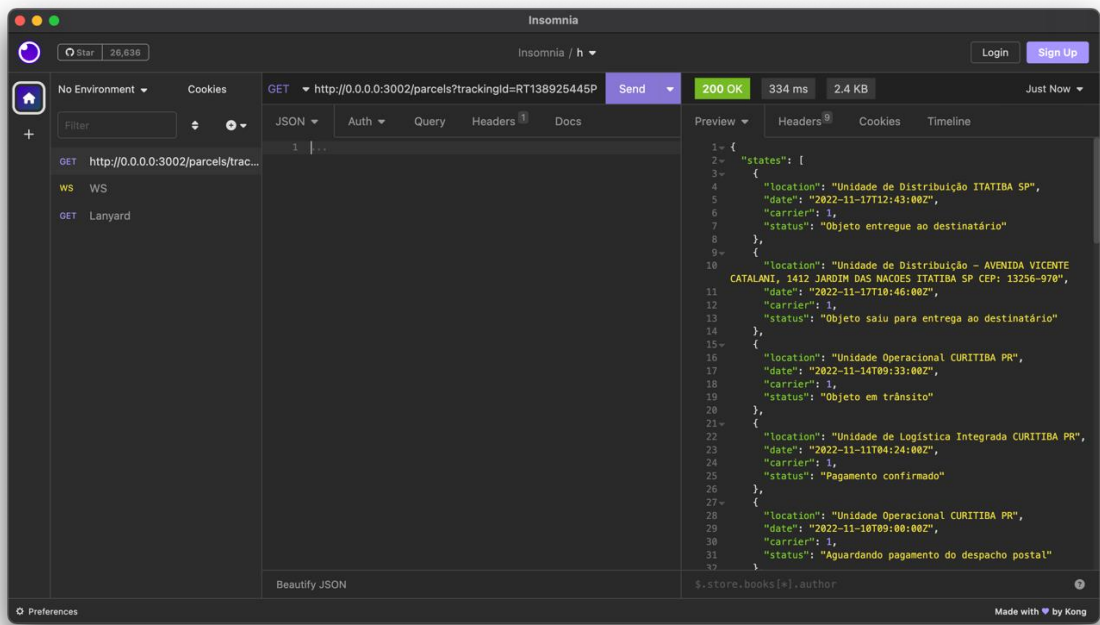 Insomnia
Star 26,636
Insomnia / h
Login
Sign Up
No Environment
Cookies
Filter
GET http://0.0.0.0:3002/parcels/trac...
WS WS
GET Lanyard
GET http://0.0.0.0:3002/parcels?trackingId=RT138925445P
Send
JSON
Auth
Query
Headers 1
Docs
1 ...
Beautify JSON
200 OK
334 ms
2.4 KB
Just Now
Preview
Headers 9
Cookies
Timeline
1 {
2 "states": [
3 {
4 "location": "Unidade de Distribuição ITATIBA SP",
5 "date": "2022-11-17T12:43:00Z",
6 "carrier": 1,
7 "status": "Objeto entregue ao destinatário"
8 },
9 {
10 "location": "Unidade de Distribuição - AVENIDA VICENTE
CATALANI, 1412 JARDIM DAS NACOES ITATIBA SP CEP: 13256-970",
11 "date": "2022-11-17T10:46:00Z",
12 "carrier": 1,
13 "status": "Objeto saiu para entrega ao destinatário"
14 },
15 {
16 "location": "Unidade Operacional CURITIBA PR",
17 "date": "2022-11-14T09:33:00Z",
18 "carrier": 1,
19 "status": "Objeto em trânsito"
20 },
21 {
22 "location": "Unidade de Logística Integrada CURITIBA PR",
23 "date": "2022-11-11T04:24:00Z",
24 "carrier": 1,
25 "status": "Pagamento confirmado"
26 },
27 {
28 "location": "Unidade Operacional CURITIBA PR",
29 "date": "2022-11-10T09:00:00Z",
30 "carrier": 1,
31 "status": "Aguardando pagamento do despacho postal"
32 }
$.store.books[*].author
Preferences
Made with by Kong